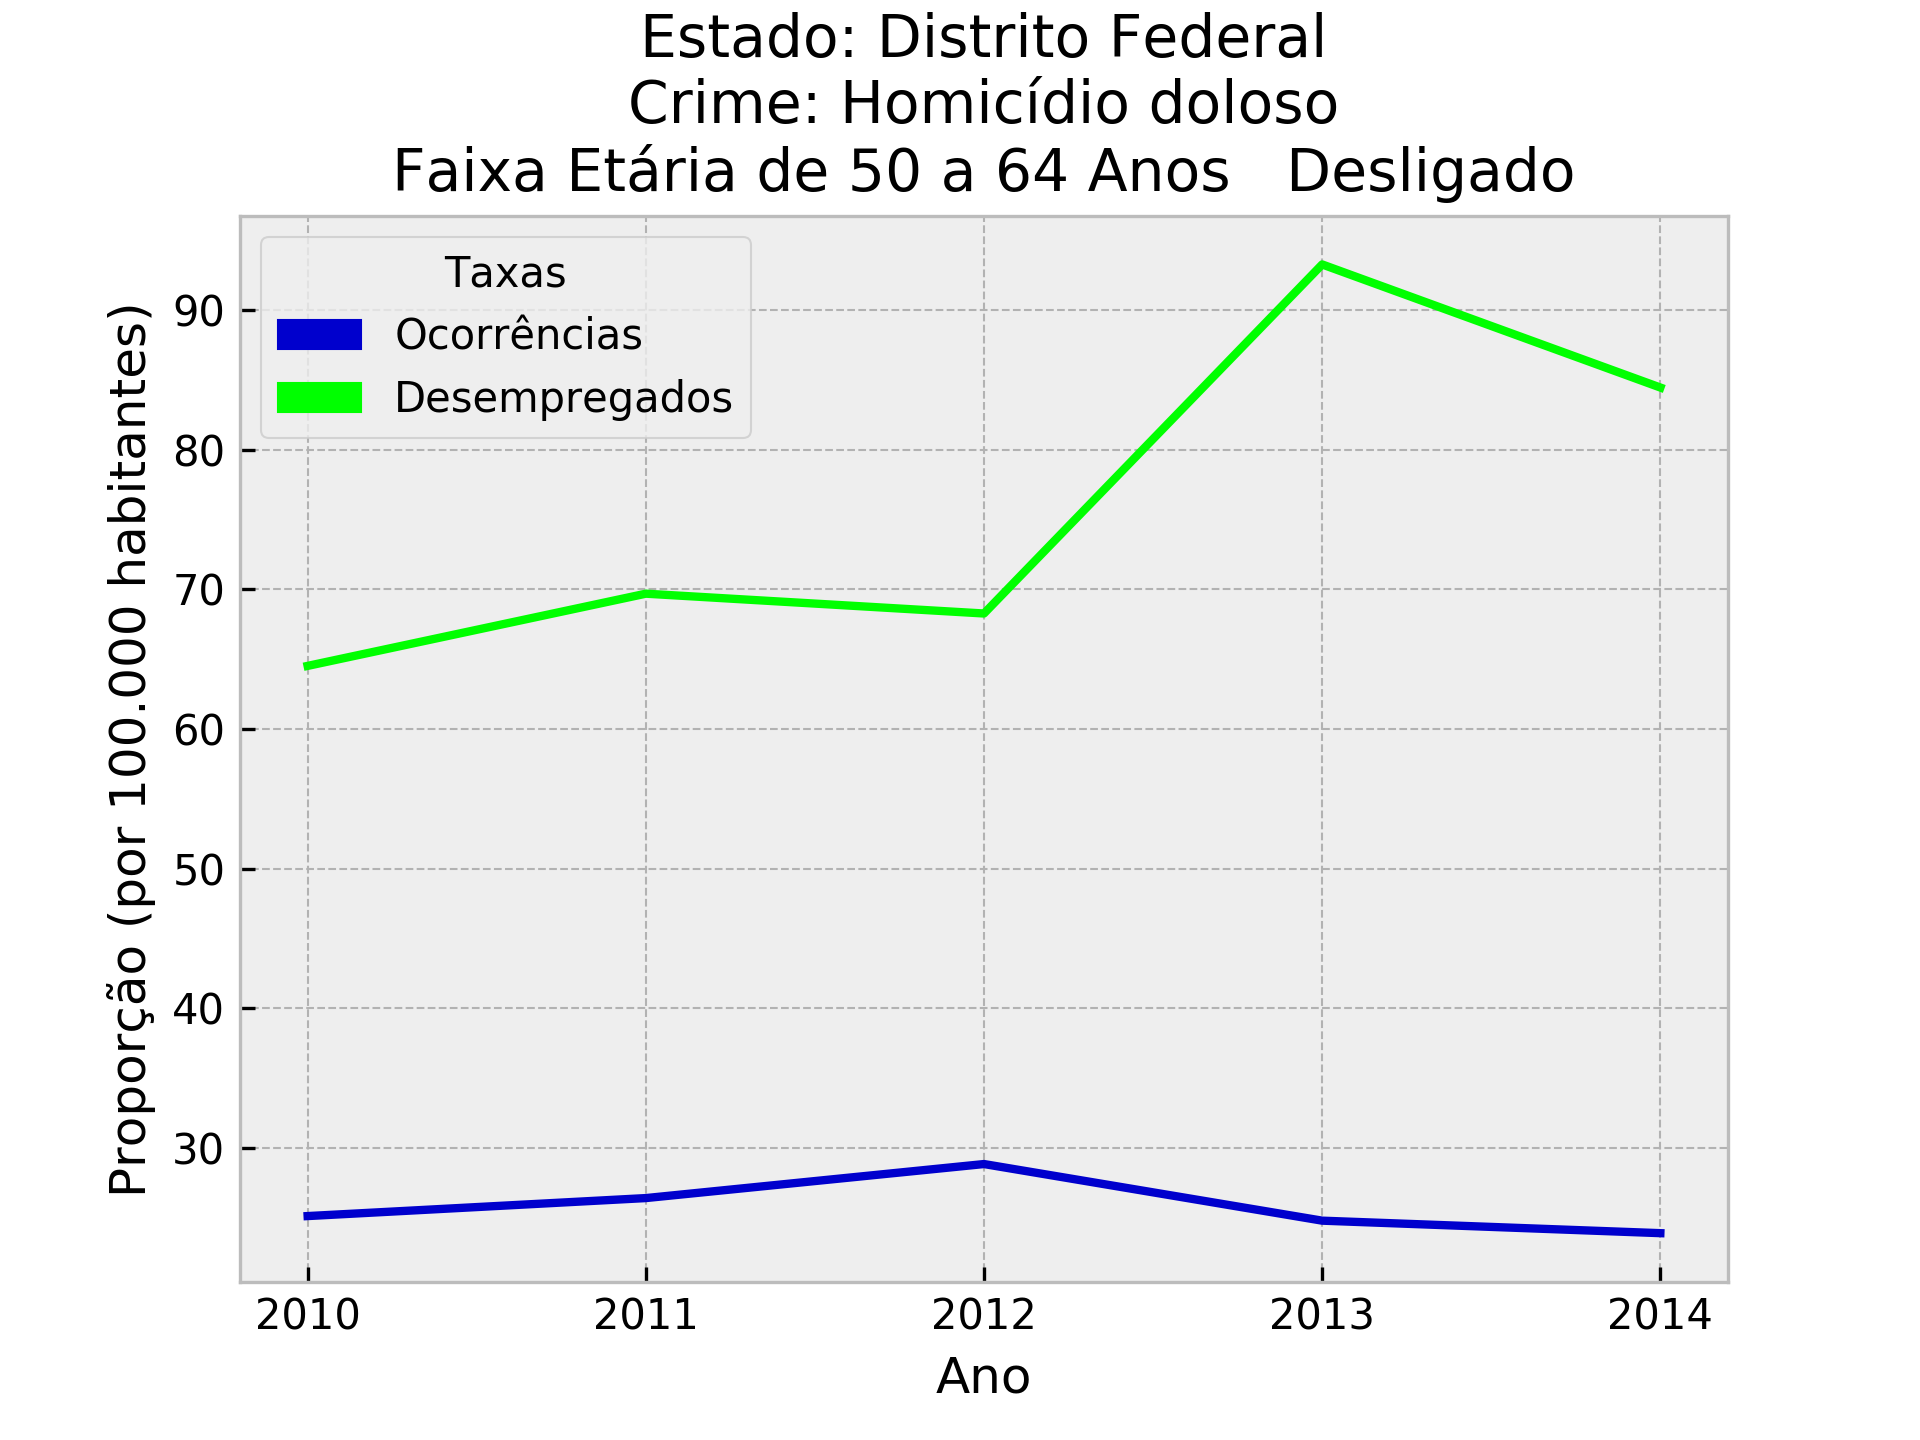 Estado: Distrito Federal
Crime: Homicídio doloso
Faixa Etária de 50 a 64 Anos   Desligado
Taxas
Ocorrências
Desempregados
Proporção (por 100.000 habitantes)
90
80
70
60
50
40
30
2010 2011 2012 2013 2014
Ano